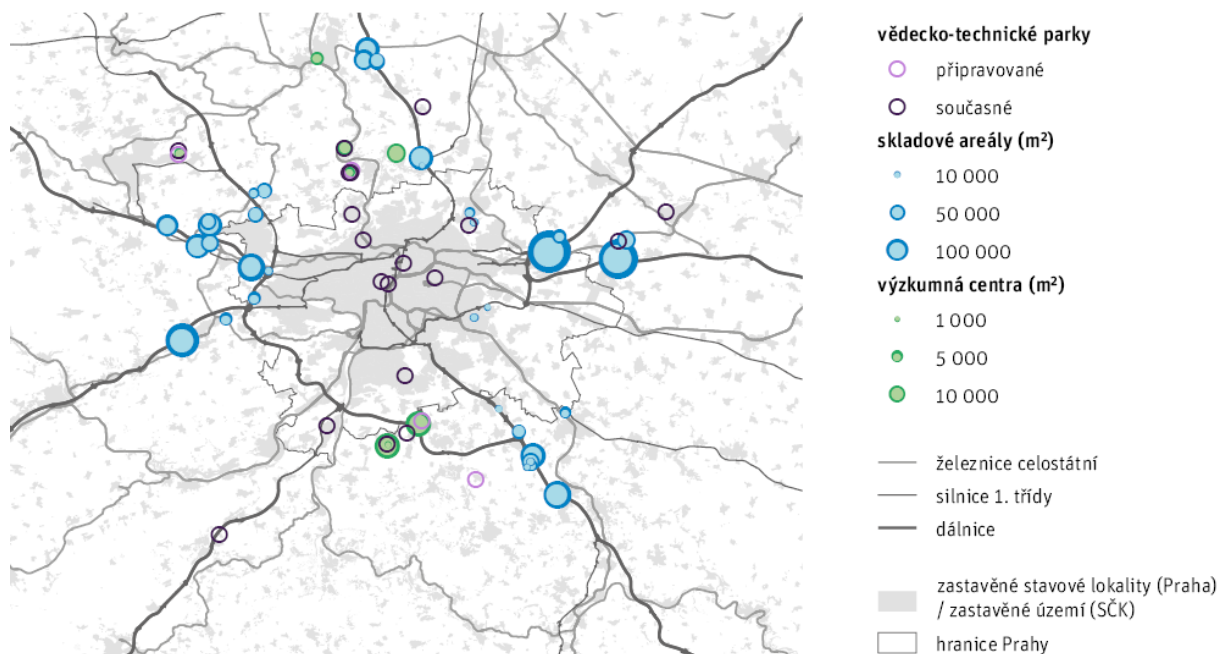 vědecko-technické parky
připravované
současné
skladové areály (m²)
10 000
50 000
100 000
výzkumná centra (m²)
1 000
5 000
10 000
železnice celostátní
silnice 1. třídy
dálnice
zastavěné stavové lokality (Praha)
/ zastavěné území (SČK)
hranice Prahy